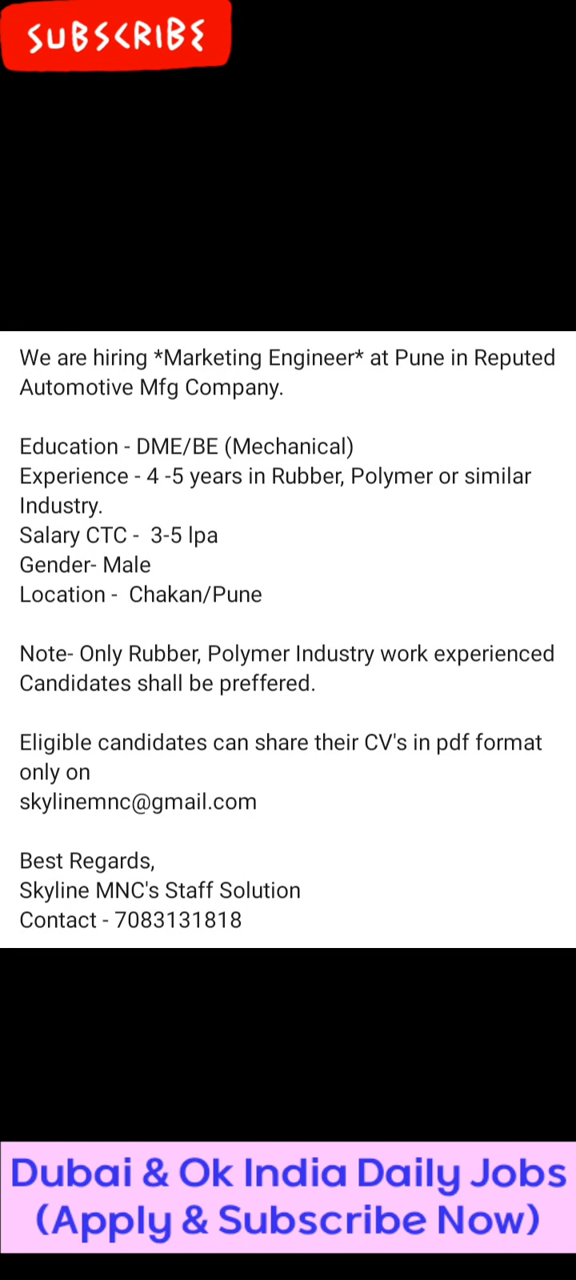 SUBSCRIBE
We are hiring *Marketing Engineer* at Pune in Reputed
Automotive Mfg Company.
Education - DME/BE (Mechanical)
Experience - 4 -5 years in Rubber, Polymer or similar
Industry.
Salary CTC -  3-5 lpa
Gender- Male
Location -  Chakan/Pune
Note- Only Rubber, Polymer Industry work experienced
Candidates shall be preffered.
Eligible candidates can share their CV's in pdf format
only on
skylinemnc@gmail.com
Best Regards,
Skyline MNC's Staff Solution
Contact - 7083131818
Dubai & Ok India Daily Jobs
(Apply & Subscribe Now)